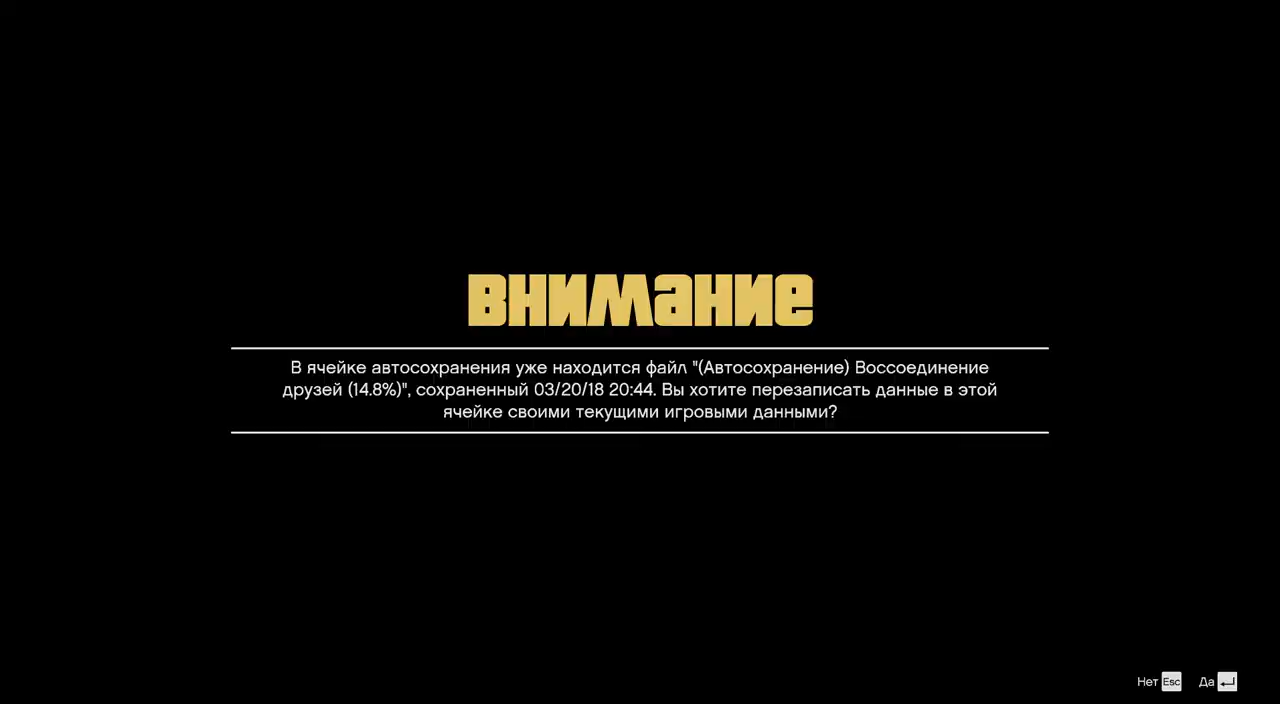 внимание
В ячейке автосохранения уже находится файл "(Автосохранение) Воссоединение
друзей (14.8%)", сохраненный 03/20/18 20:44. Вы хотите перезаписать данные в этой
ячейке своими текущими игровыми данными?
Нет Esc Да